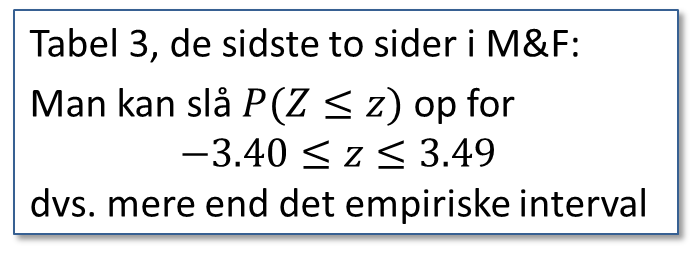 Tabel 3, de sidste to sider i M&F:
Man kan slå P(Z ≤ z) op for
−3.40 ≤ z ≤ 3.49
dvs. mere end det empiriske interval